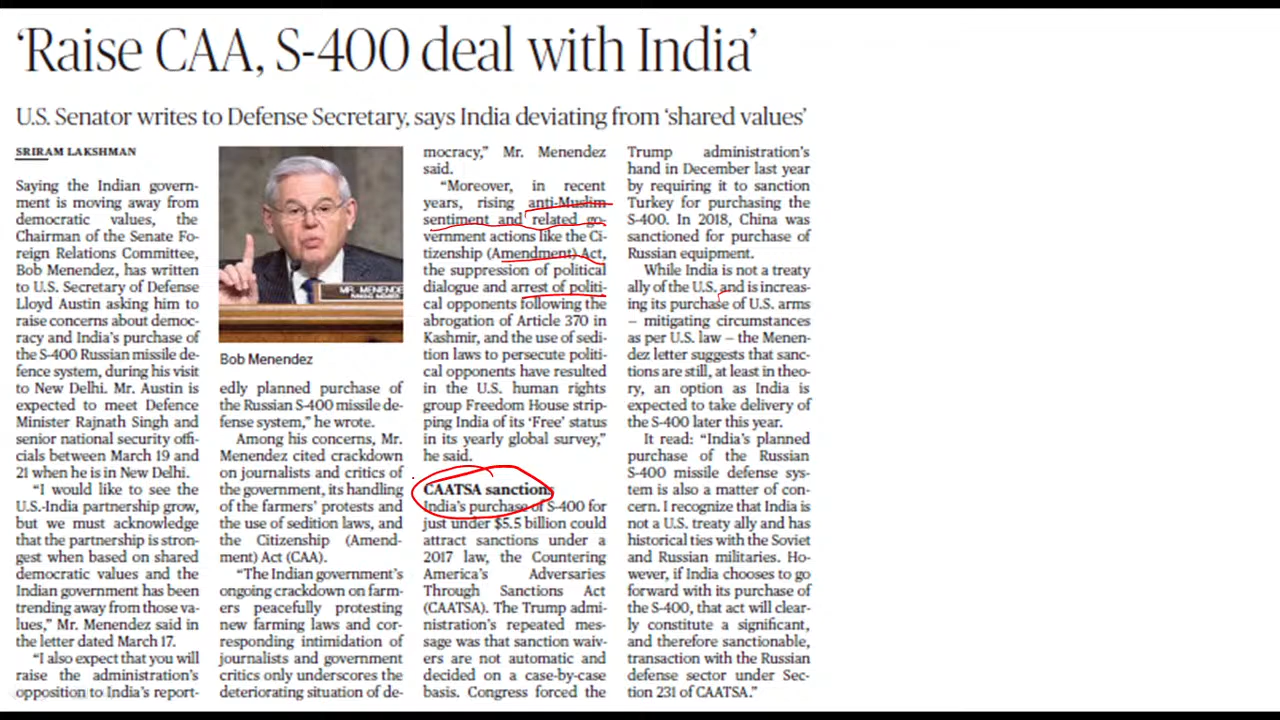 ‘Raise CAA, S-400 deal with India’
U.S. Senator writes to Defense Secretary, says India deviating from ‘shared values’
SRIRAM LAKSHMAN
Saying the Indian govern-
ment is moving away from
democratic values, the
Chairman of the Senate Fo-
reign Relations Committee,
Bob Menendez, has written
to U.S. Secretary of Defense
Lloyd Austin asking him to
raise concerns about democ-
racy and India's purchase of
the S-400 Russian missile de-
fence system, during his visit
to New Delhi. Mr. Austin is
expected to meet Defence
Minister Rajnath Singh and
senior national security offi-
cials between March 19 and
21 when he is in New Delhi.
“I would like to see the
U.S.-India partnership grow,
but we must acknowledge
that the partnership is stron-
gest when based on shared
democratic values and the
Indian government has been
trending away from those va-
lues,” Mr. Menendez said in
the letter dated March 17.
“I also expect that you will
raise the administration's
opposition to India's report-
MR. MENENDE
RANKING MEMBER
Bob Menendez
edly planned purchase of
the Russian S-400 missile de-
fense system,” he wrote.
Among his concerns, Mr.
Menendez cited crackdown
on journalists and critics of
the government, its handling
of the farmers' protests and
the use of sedition laws, and
the Citizenship (Amend-
ment) Act (CAA).
“The Indian government's
ongoing crackdown on farm-
ers peacefully protesting
new farming laws and cor-
responding intimidation of
journalists and government
critics only underscores the
deteriorating situation of de-
mocracy,” Mr. Menendez
said.
“Moreover, in recent
years, rising anti-Muslim
sentiment and related go-
vernment actions like the Ci-
tizenship (Amendment) Act,
the suppression of political
dialogue and arrest of politi-
cal opponents following the
abrogation of Article 370 in
Kashmir, and the use of sedi-
tion laws to persecute politi-
cal opponents have resulted
in the U.S. human rights
group Freedom House strip-
ping India of its ‘Free’ status
in its yearly global survey,”
he said.
CAATSA sanctions
India's purchase of S-400 for
just under $5.5 billion could
attract sanctions under a
2017 law, the Countering
America's Adversaries
Through Sanctions Act
(CAATSA). The Trump admi-
nistration's repeated mes-
sage was that sanction waiv-
ers are not automatic and
decided on a case-by-case
basis. Congress forced the
Trump administration's
hand in December last year
by requiring it to sanction
Turkey for purchasing the
S-400. In 2018, China was
sanctioned for purchase of
Russian equipment.
While India is not a treaty
ally of the U.S. and is increas-
ing its purchase of U.S. arms
– mitigating circumstances
as per U.S. law – the Menen-
dez letter suggests that sanc-
tions are still, at least in theo-
ry, an option as India is
expected to take delivery of
the S-400 later this year.
It read: “India's planned
purchase of the Russian
S-400 missile defense sys-
tem is also a matter of con-
cern. I recognize that India is
not a U.S. treaty ally and has
historical ties with the Soviet
and Russian militaries. Ho-
wever, if India chooses to go
forward with its purchase of
the S-400, that act will clear-
ly constitute a significant,
and therefore sanctionable,
transaction with the Russian
defense sector under Sec-
tion 231 of CAATSA.”